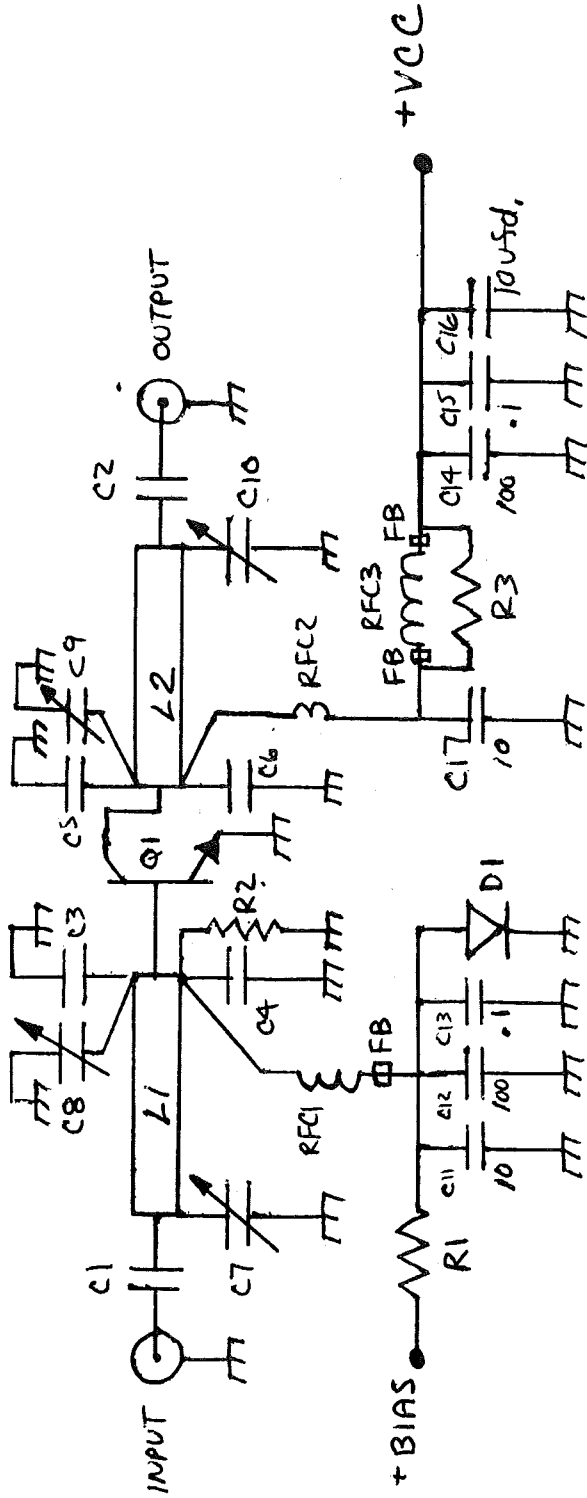 INPUT
C1
C7
L1
C8
C3
C4
R2
Q1
C5
C9
C6
L2
C2
C10
OUTPUT
RFC1
FB
RFC2
+BIAS
R1
C11
10
C12
100
C13
.1
D1
C17
10
FB
RFC3
FB
R3
C14
100
C15
.1
C16
10ufd.
+VCC